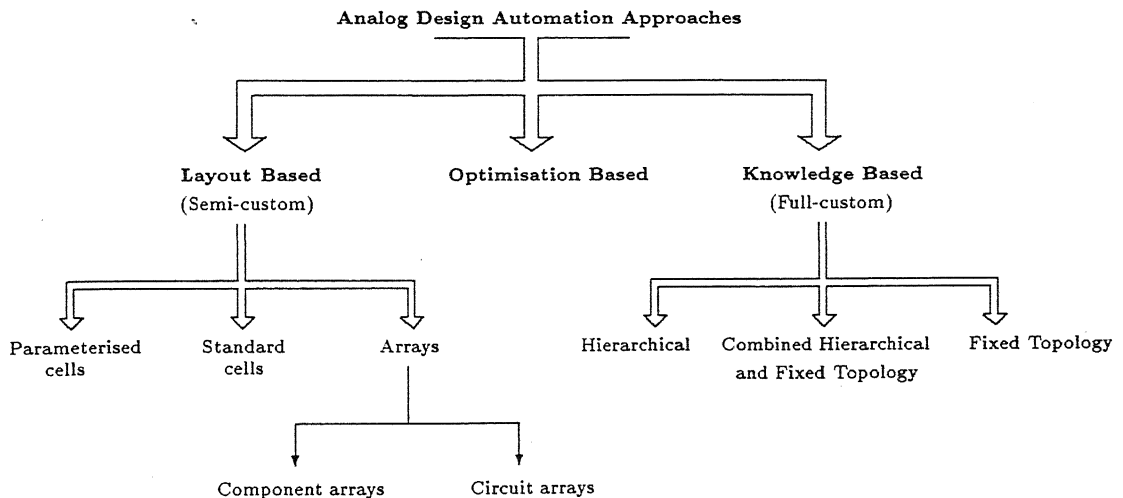 Analog Design Automation Approaches
Layout Based
(Semi-custom)
Optimisation Based
Knowledge Based
(Full-custom)
Parameterised
cells
Standard
cells
Arrays
Hierarchical
Combined Hierarchical
and Fixed Topology
Fixed Topology
Component arrays
Circuit arrays